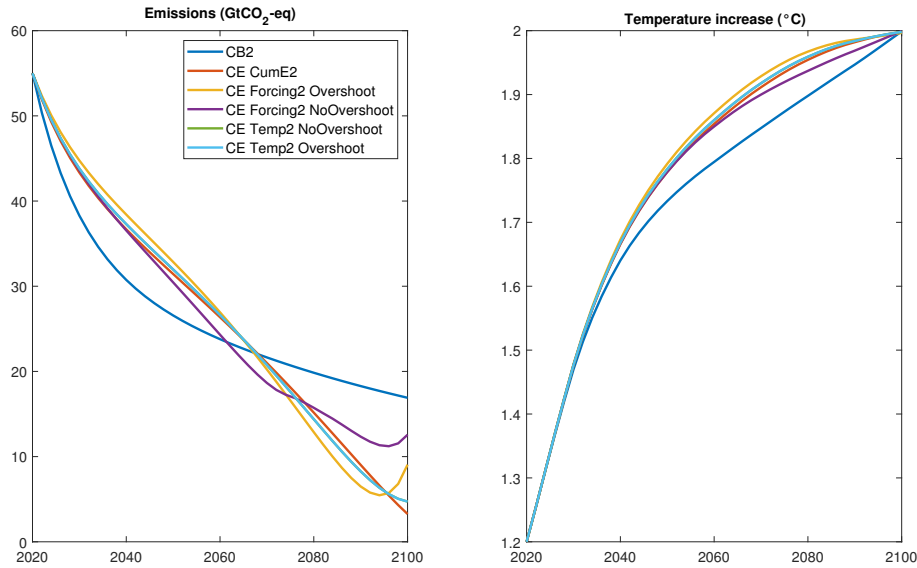 Emissions (GtCO2-eq)
60
50
40
30
20
10
0
2020 2040 2060 2080 2100
CB2
CE CumE2
CE Forcing2 Overshoot
CE Forcing2 NoOvershoot
CE Temp2 NoOvershoot
CE Temp2 Overshoot
Temperature increase (°C)
2
1.9
1.8
1.7
1.6
1.5
1.4
1.3
1.2
2020 2040 2060 2080 2100